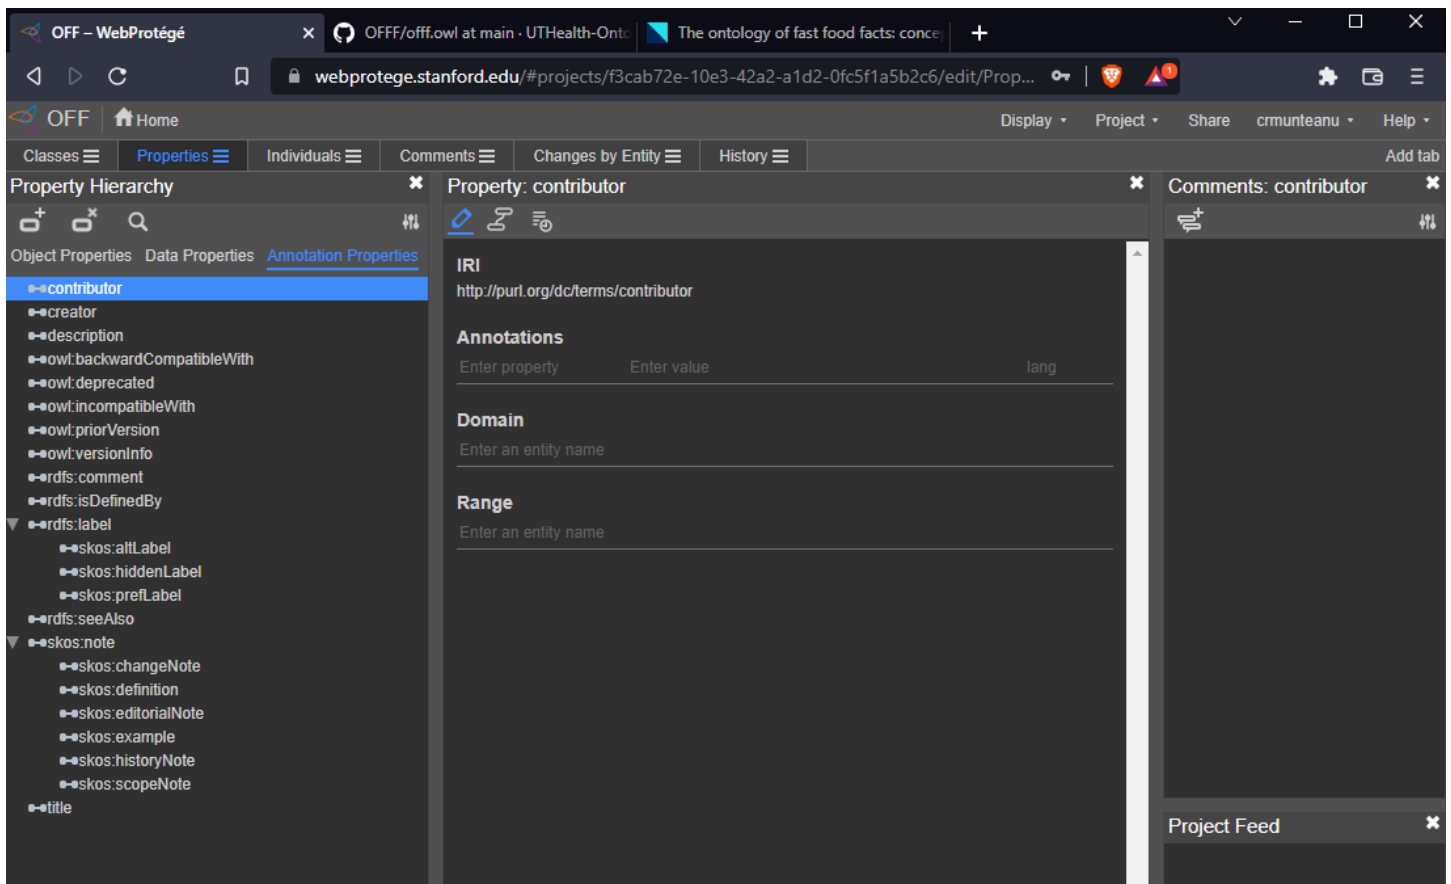 OFF – WebProtégé
OFFF/offf.owl at main · UTHealth-Onto
The ontology of fast food facts: concep
webprotege.stanford.edu/#projects/f3cab72e-10e3-42a2-a1d2-0fc5f1a5b2c6/edit/Prop...
1
OFF Home Display Project Share crmunteanu Help
Classes Properties Individuals Comments Changes by Entity History Add tab
Property Hierarchy
Object Properties Data Properties Annotation Properties
contributor
creator
description
owl:backwardCompatibleWith
owl:deprecated
owl:incompatibleWith
owl:priorVersion
owl:versionInfo
rdfs:comment
rdfs:isDefinedBy
rdfs:label
skos:altLabel
skos:hiddenLabel
skos:prefLabel
rdfs:seeAlso
skos:note
skos:changeNote
skos:definition
skos:editorialNote
skos:example
skos:historyNote
skos:scopeNote
title
Property: contributor
IRI
http://purl.org/dc/terms/contributor
Annotations
Enter property Enter value lang
Domain
Enter an entity name
Range
Enter an entity name
Comments: contributor
Project Feed